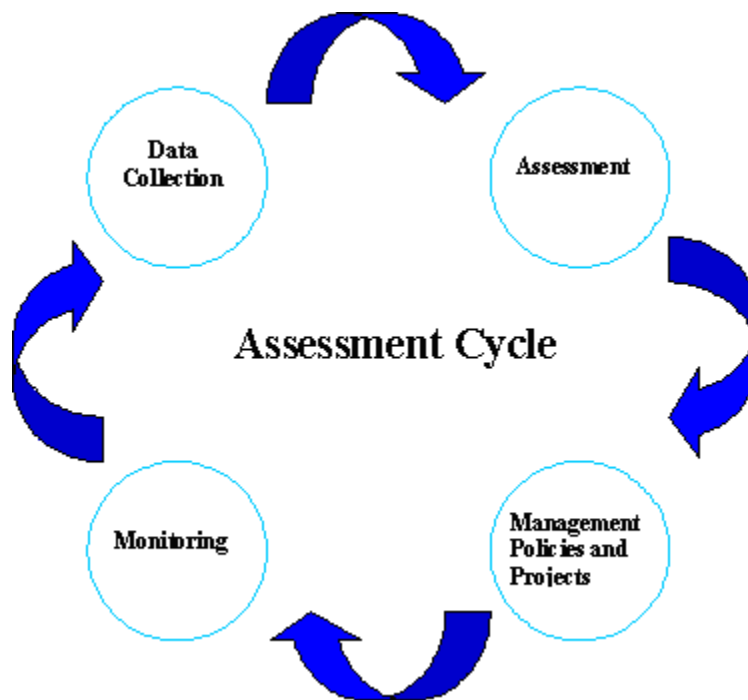 Data
Collection
Assessment
Assessment Cycle
Monitoring
Management
Policies and
Projects